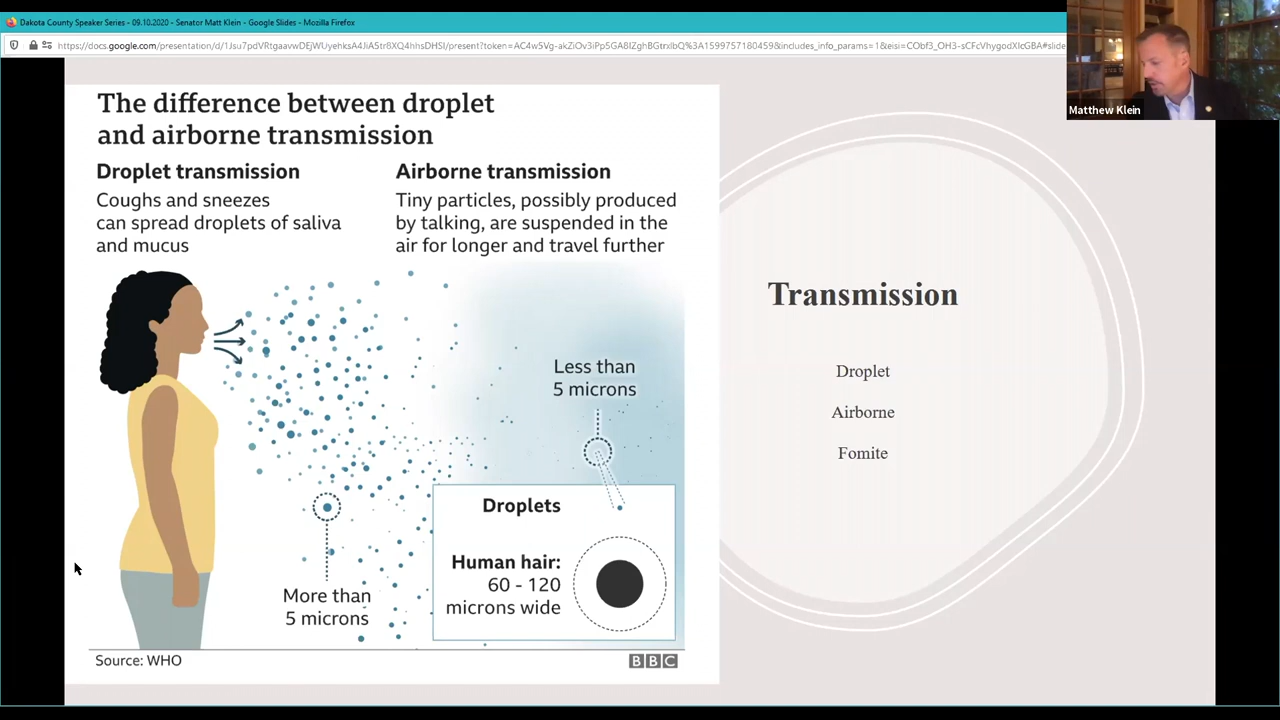 Dakota County Speaker Series - 09.10.2020 - Senator Matt Klein - Google Slides - Mozilla Firefox
Matthew Klein
The difference between droplet
and airborne transmission
Droplet transmission
Coughs and sneezes
can spread droplets of saliva
and mucus
Airborne transmission
Tiny particles, possibly produced
by talking, are suspended in the
air for longer and travel further
Less than
5 microns
More than
5 microns
Droplets
Human hair:
60 - 120
microns wide
Source: WHO
BBC
Transmission
Droplet
Airborne
Fomite